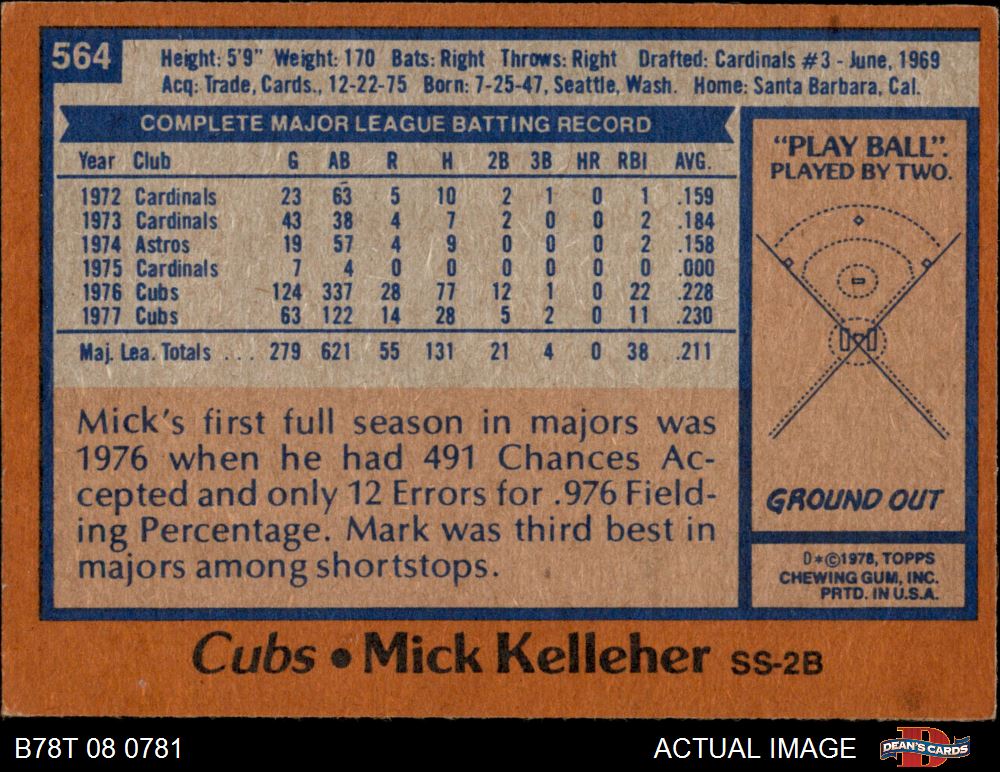 564
Height: 5'9" Weight: 170 Bats: Right Throws: Right Drafted: Cardinals #3 - June, 1969
Acq: Trade, Cards., 12-22-75 Born: 7-25-47, Seattle, Wash. Home: Santa Barbara, Cal.
COMPLETE MAJOR LEAGUE BATTING RECORD
Year Club G AB R H 2B 3B HR RBI AVG.
1972 Cardinals 23 63 5 10 2 1 0 1 .159
1973 Cardinals 43 38 4 7 2 0 0 2 .184
1974 Astros 19 57 4 9 0 0 0 2 .158
1975 Cardinals 7 4 0 0 0 0 0 0 .000
1976 Cubs 124 337 28 77 12 1 0 22 .228
1977 Cubs 63 122 14 28 5 2 0 11 .230
Maj. Lea. Totals ... 279 621 55 131 21 4 0 38 .211
Mick's first full season in majors was
1976 when he had 491 Chances Ac-
cepted and only 12 Errors for .976 Field-
ing Percentage. Mark was third best in
majors among shortstops.
"PLAY BALL".
PLAYED BY TWO.
GROUND OUT
D*©1978, TOPPS
CHEWING GUM, INC.
PRTD. IN U.S.A.
Cubs • Mick Kelleher SS-2B
B78T 08 0781
ACTUAL IMAGE
DEAN'S CARDS